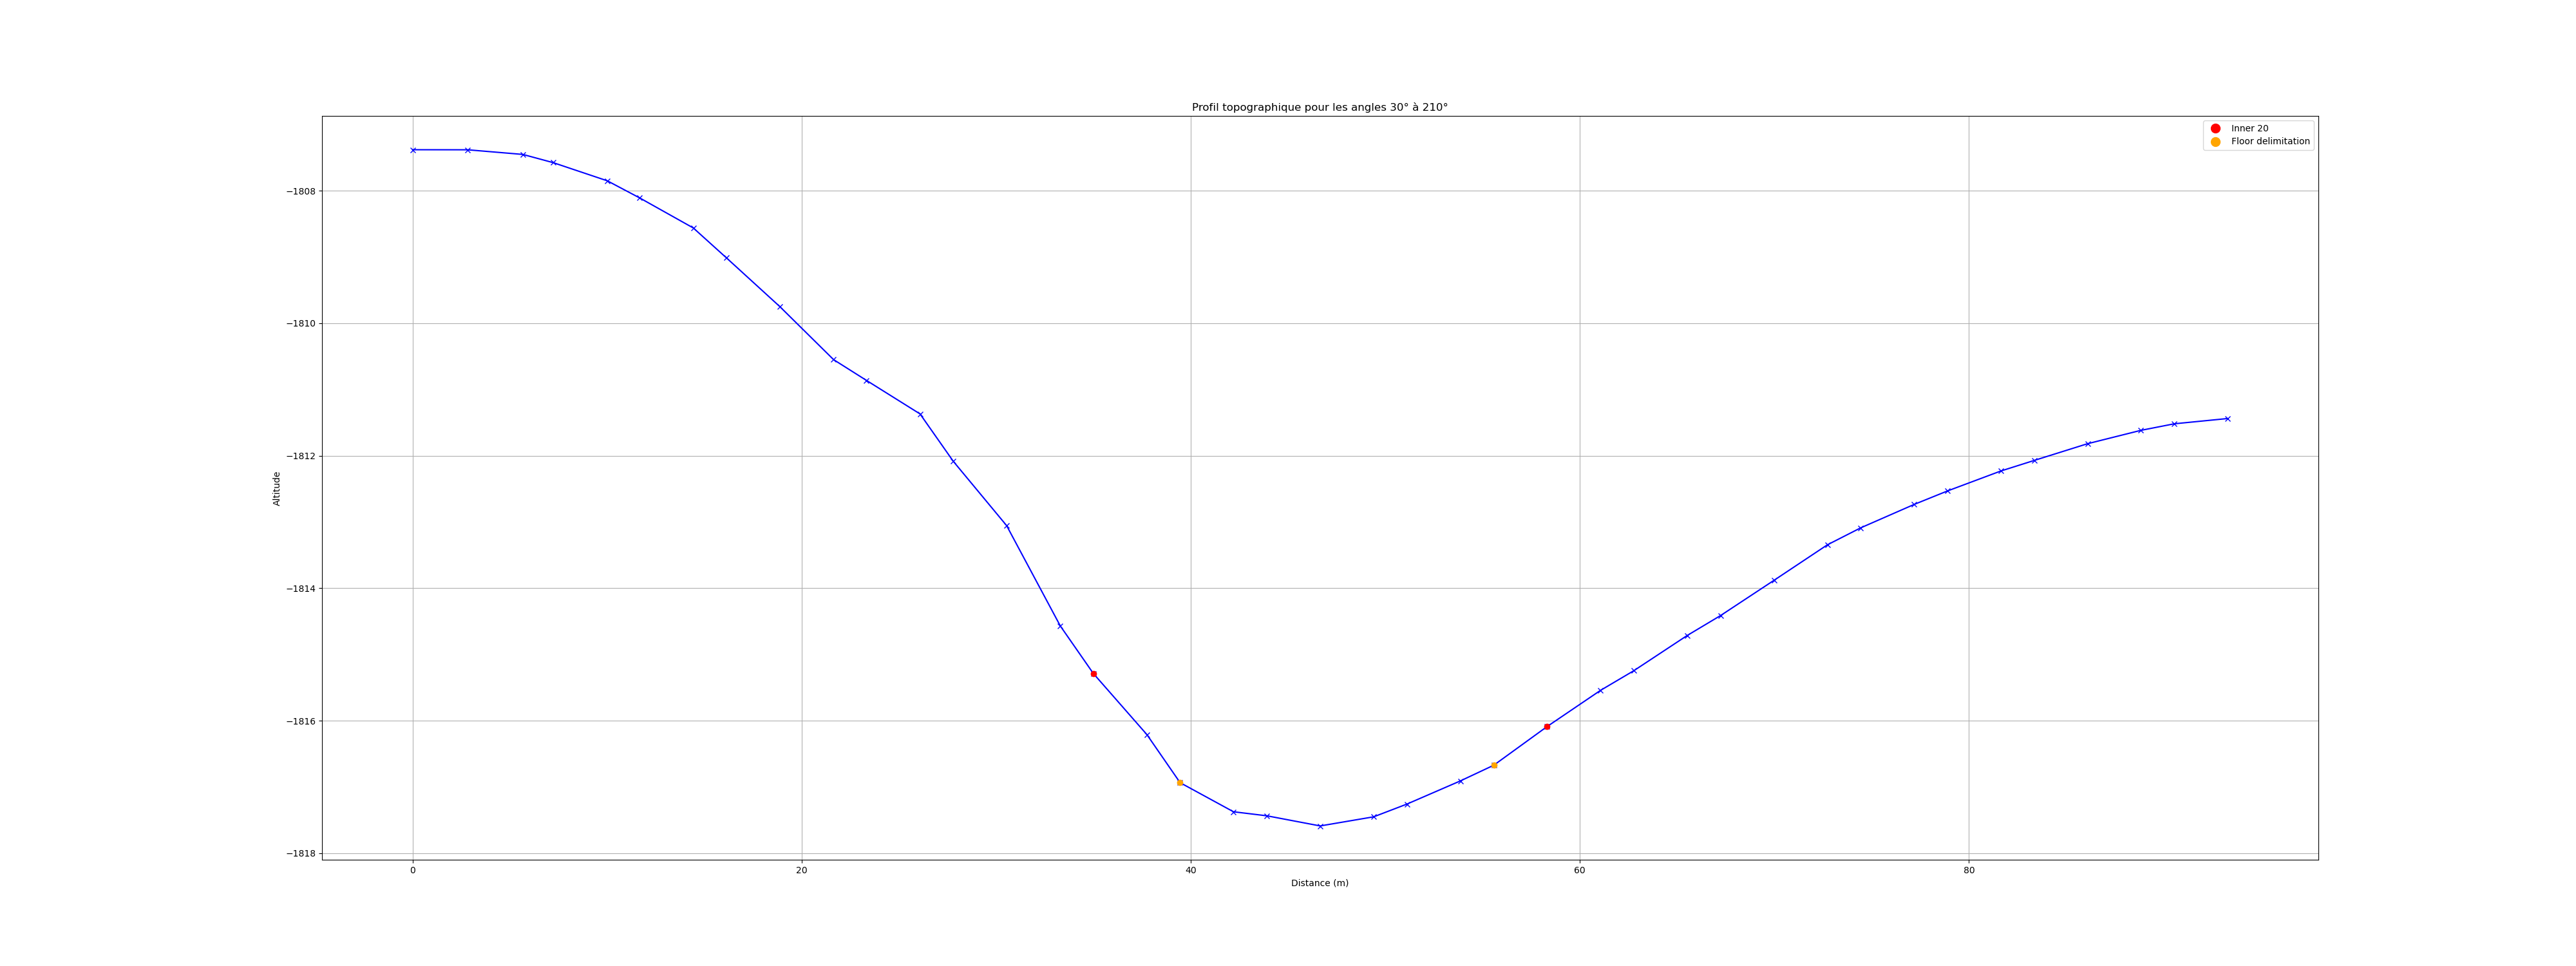 Profil topographique pour les angles 30° à 210°
Inner 20
Floor delimitation
−1808
−1810
−1812
−1814
−1816
−1818
Altitude
0 20 40 60 80
Distance (m)